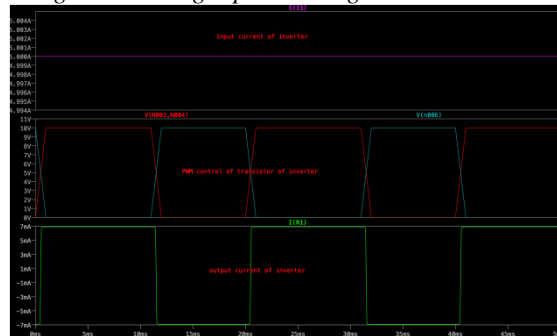 I(I1)
5.004A
5.003A
5.002A
5.001A
5.000A
4.999A
4.998A
4.997A
4.996A
4.995A
4.994A
input current of inverter
V(N002,N004) V(n006)
11V
10V
9V
8V
7V
6V
5V
4V
3V
2V
1V
0V
PWM control of transistor of inverter
I(R1)
7mA
5mA
3mA
1mA
-1mA
-3mA
-5mA
-7mA
output current of inverter
0ms 5ms 10ms 15ms 20ms 25ms 30ms 35ms 40ms 45ms